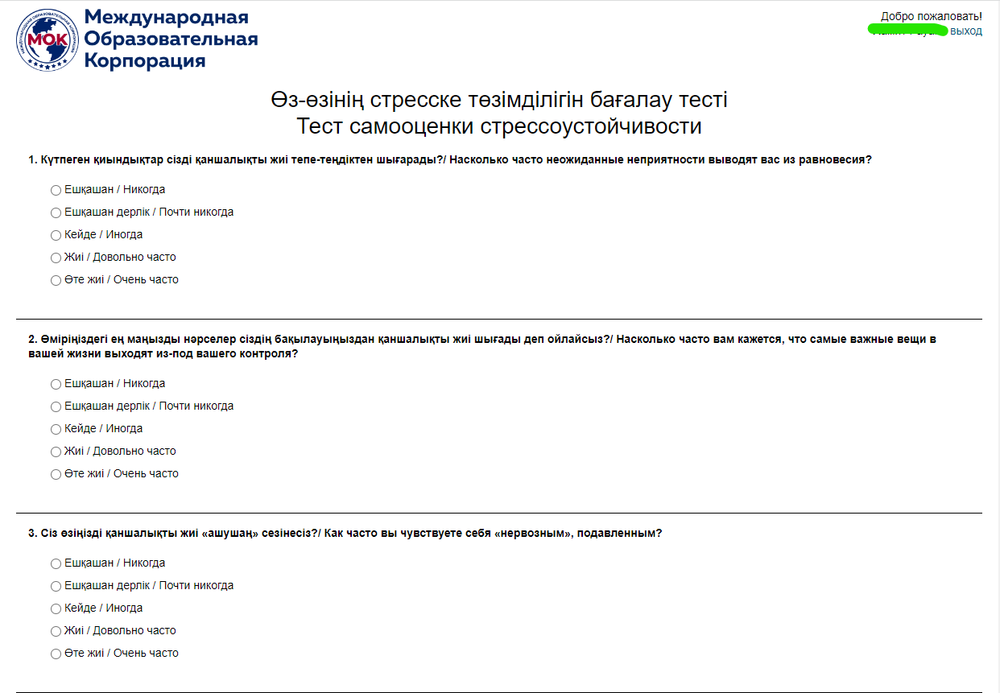 МОК
Международная
Образовательная
Корпорация
Добро пожаловать!
выход
Өз-өзінің стресске төзімділігін бағалау тесті
Тест самооценки стрессоустойчивости
1. Күтпеген қиындықтар сізді қаншалықты жиі тепе-теңдіктен шығарады?/ Насколько часто неожиданные неприятности выводят вас из равновесия?
Ешқашан / Никогда
Ешқашан дерлік / Почти никогда
Кейде / Иногда
Жиі / Довольно часто
Өте жиі / Очень часто
2. Өміріңіздегі ең маңызды нәрселер сіздің бақылауыңыздан қаншалықты жиі шығады деп ойлайсыз?/ Насколько часто вам кажется, что самые важные вещи в
вашей жизни выходят из-под вашего контроля?
Ешқашан / Никогда
Ешқашан дерлік / Почти никогда
Кейде / Иногда
Жиі / Довольно часто
Өте жиі / Очень часто
3. Сіз өзіңізді қаншалықты жиі «ашушаң» сезінесіз?/ Как часто вы чувствуете себя «нервозным», подавленным?
Ешқашан / Никогда
Ешқашан дерлік / Почти никогда
Кейде / Иногда
Жиі / Довольно часто
Өте жиі / Очень часто